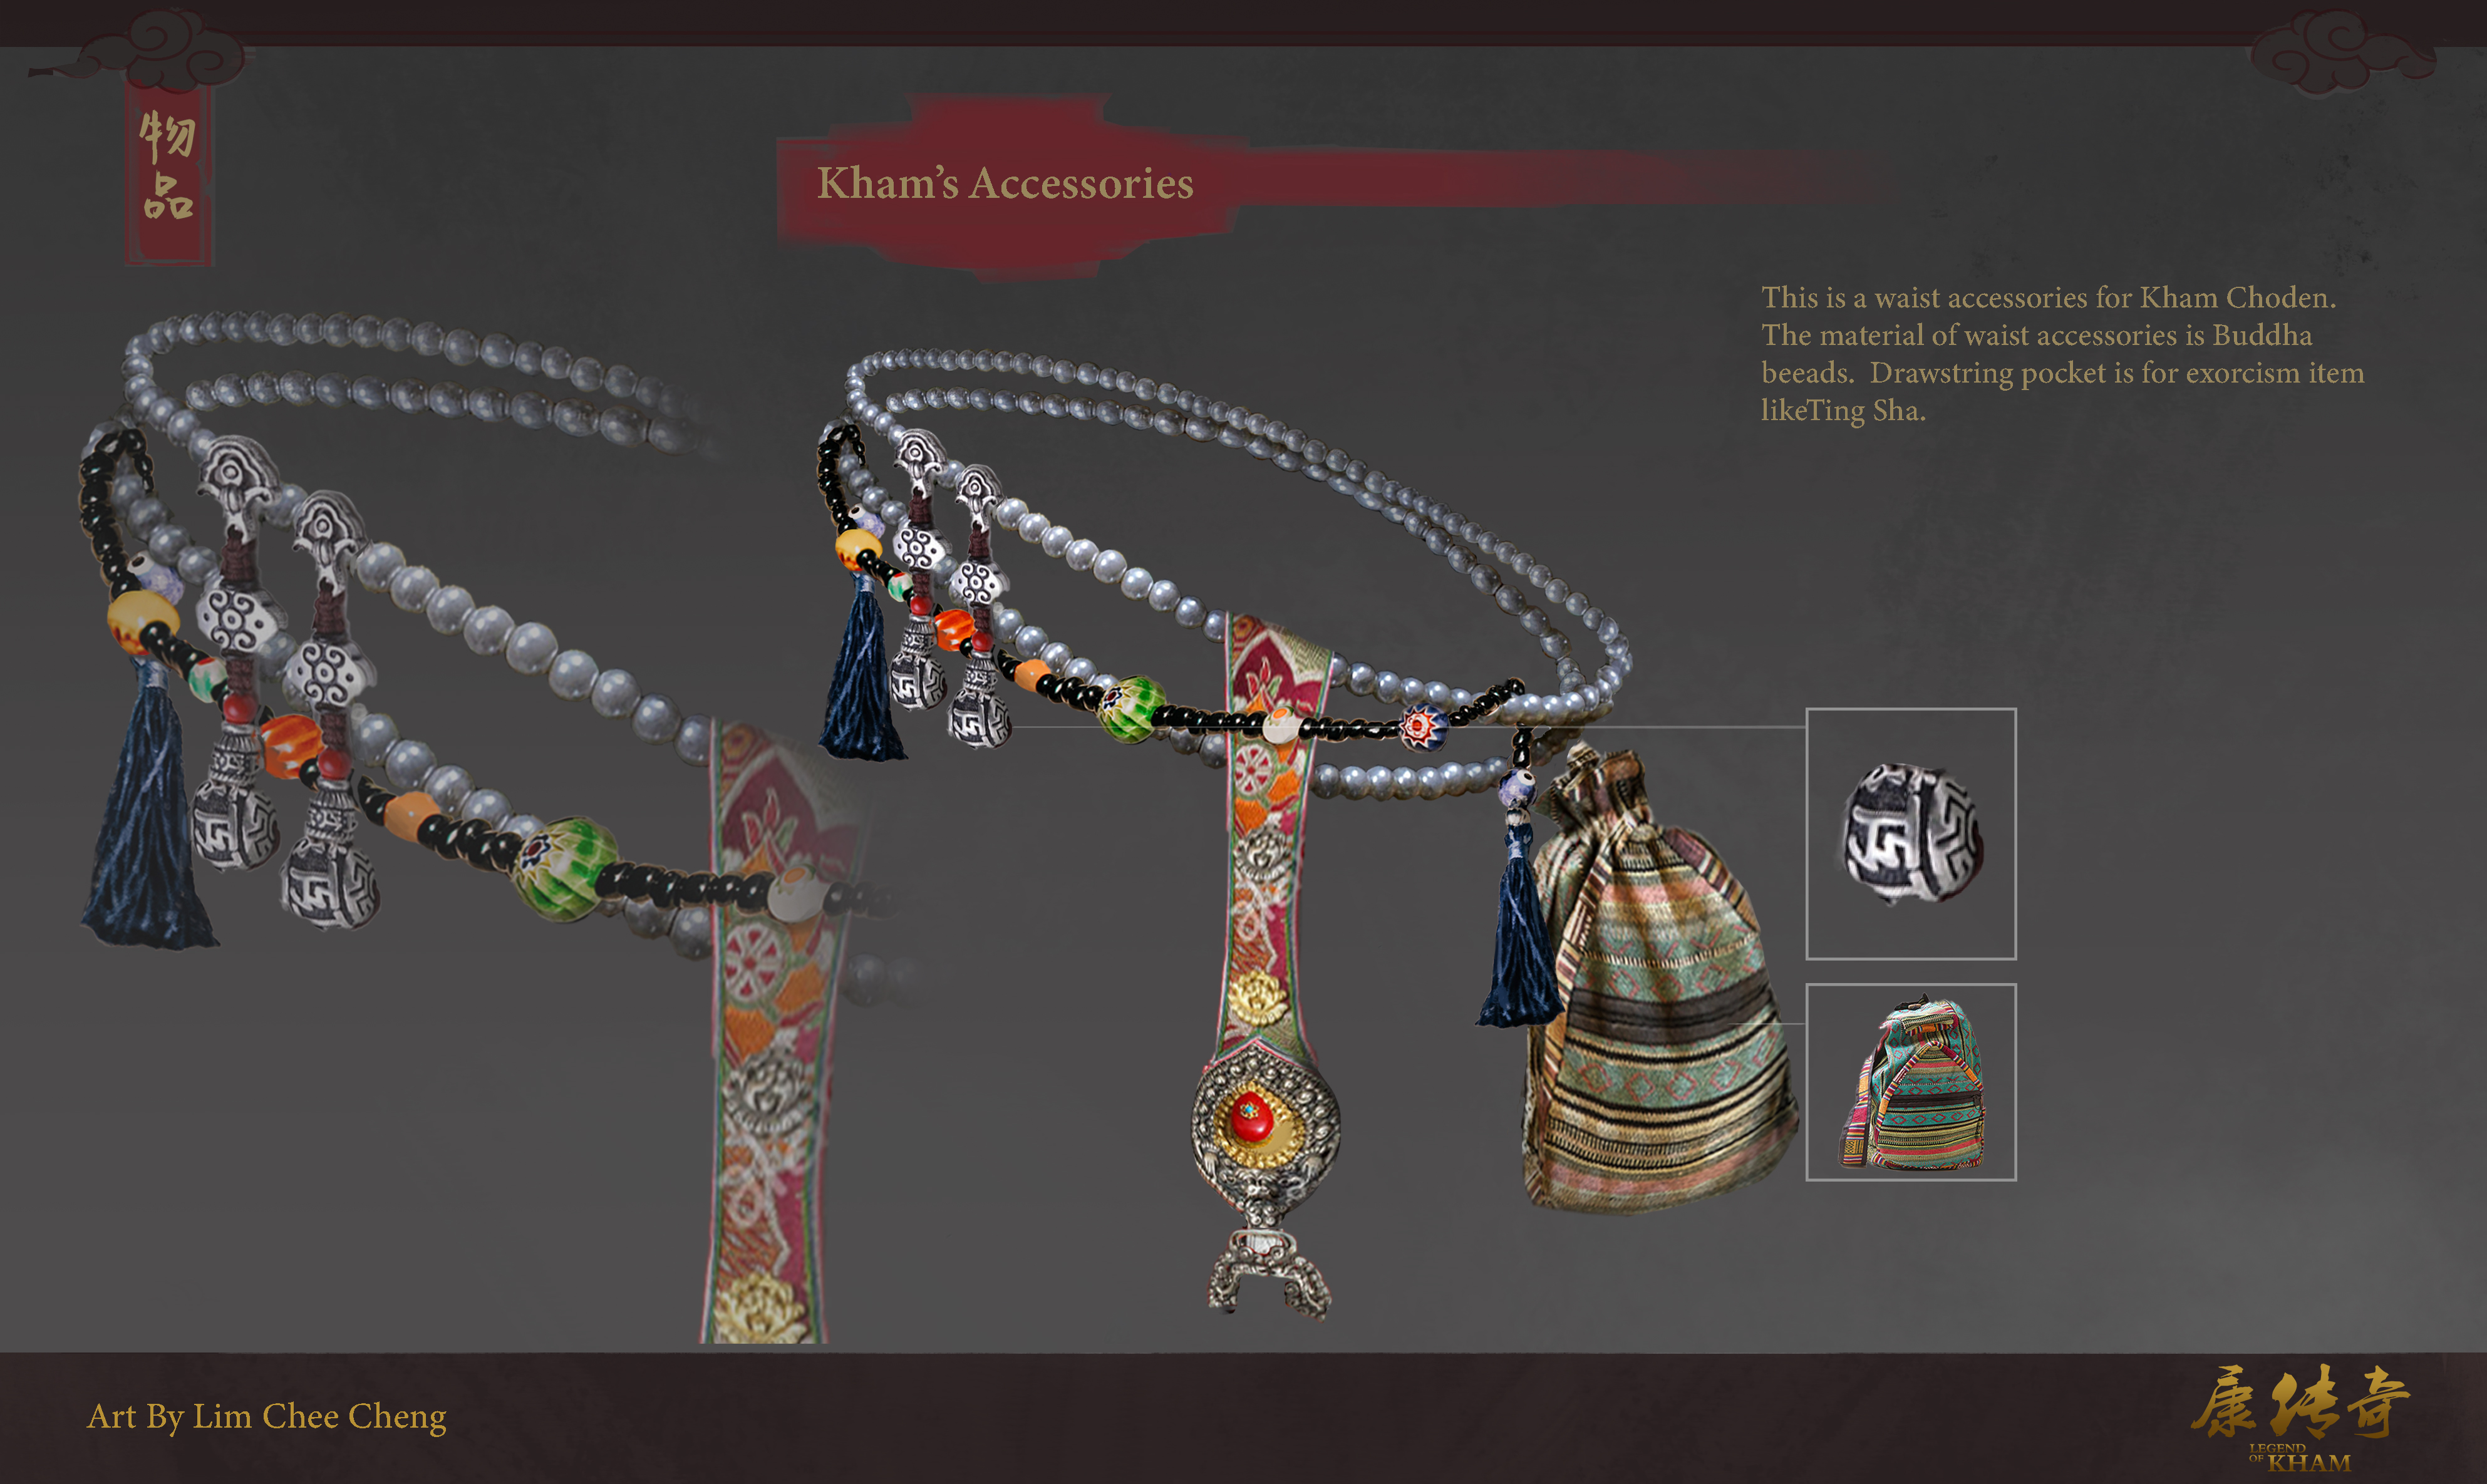 物品
Kham’s Accessories
This is a waist accessories for Kham Choden.
The material of waist accessories is Buddha
beeads.  Drawstring pocket is for exorcism item
likeTing Sha.
Art By Lim Chee Cheng
康传奇
LEGEND
OF KHAM